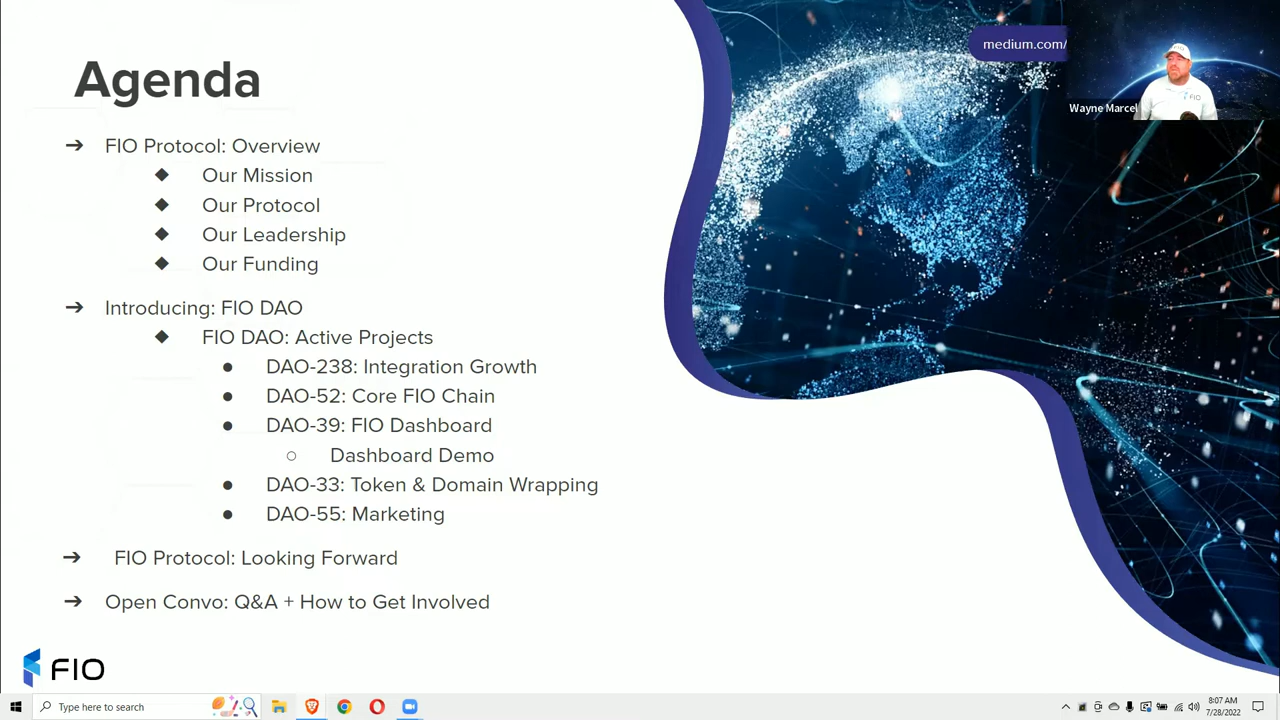 Agenda
medium.com/
Wayne Marcel
FIO Protocol: Overview
Our Mission
Our Protocol
Our Leadership
Our Funding
Introducing: FIO DAO
FIO DAO: Active Projects
DAO-238: Integration Growth
DAO-52: Core FIO Chain
DAO-39: FIO Dashboard
Dashboard Demo
DAO-33: Token & Domain Wrapping
DAO-55: Marketing
FIO Protocol: Looking Forward
Open Convo: Q&A + How to Get Involved
FIO
Type here to search
8:07 AM
7/28/2022